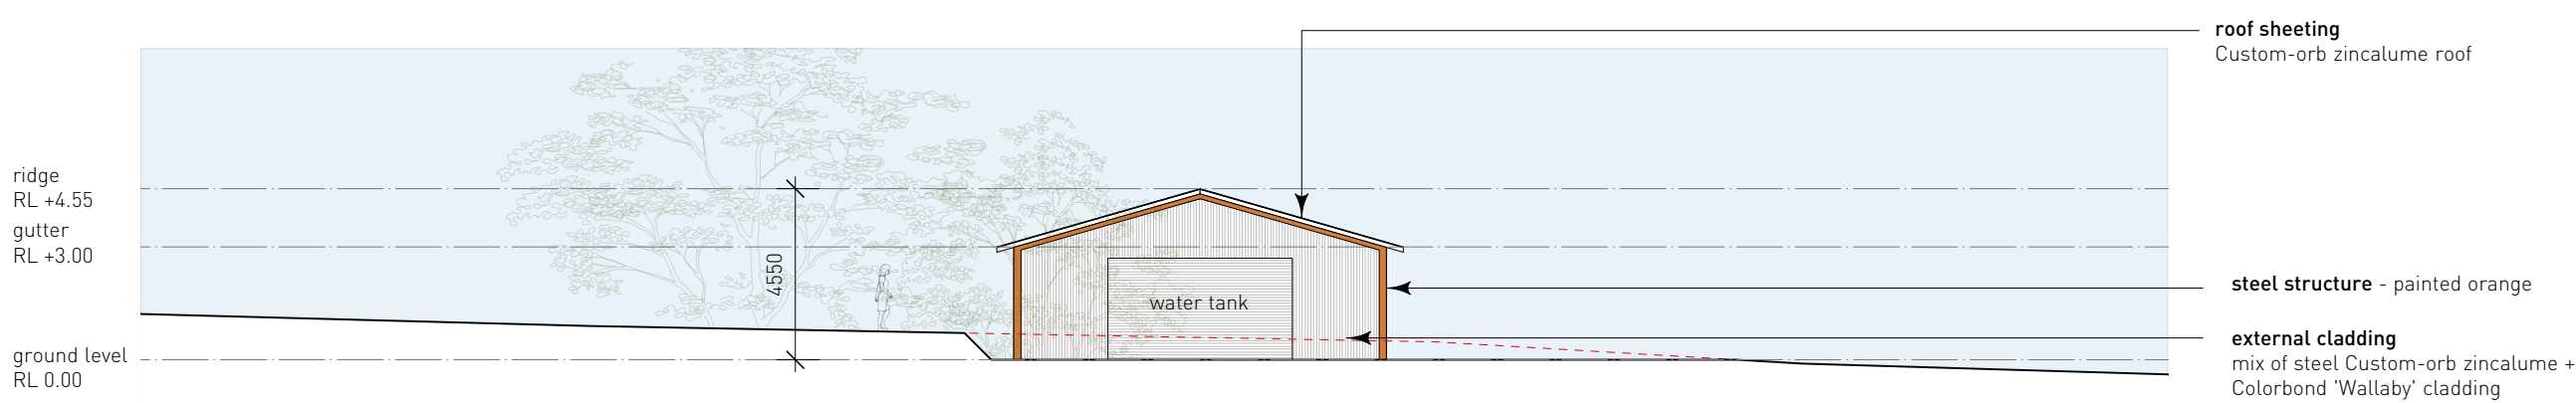 roof sheeting
Custom-orb zincalume roof
ridge
RL +4.55
gutter
RL +3.00
4550
water tank
steel structure - painted orange
external cladding
mix of steel Custom-orb zincalume +
Colorbond 'Wallaby' cladding
ground level
RL 0.00